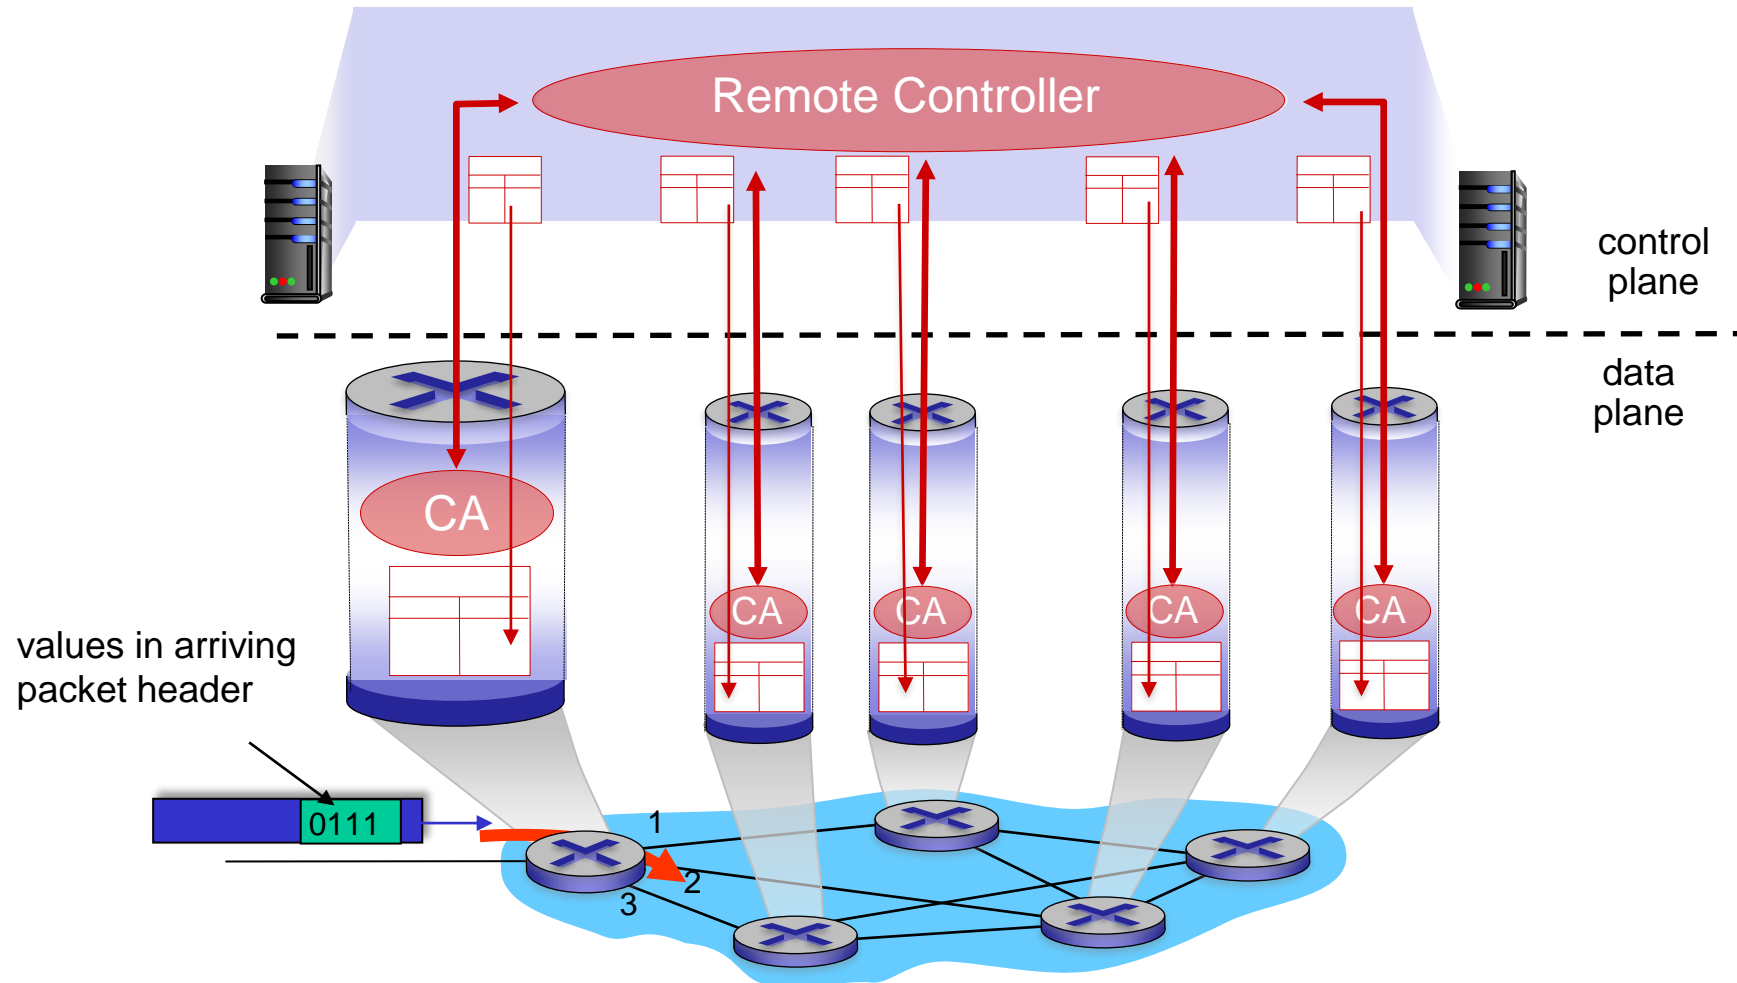 Remote Controller
control
plane
data
plane
CA
CA
CA
CA
CA
values in arriving
packet header
0111
1
2
3